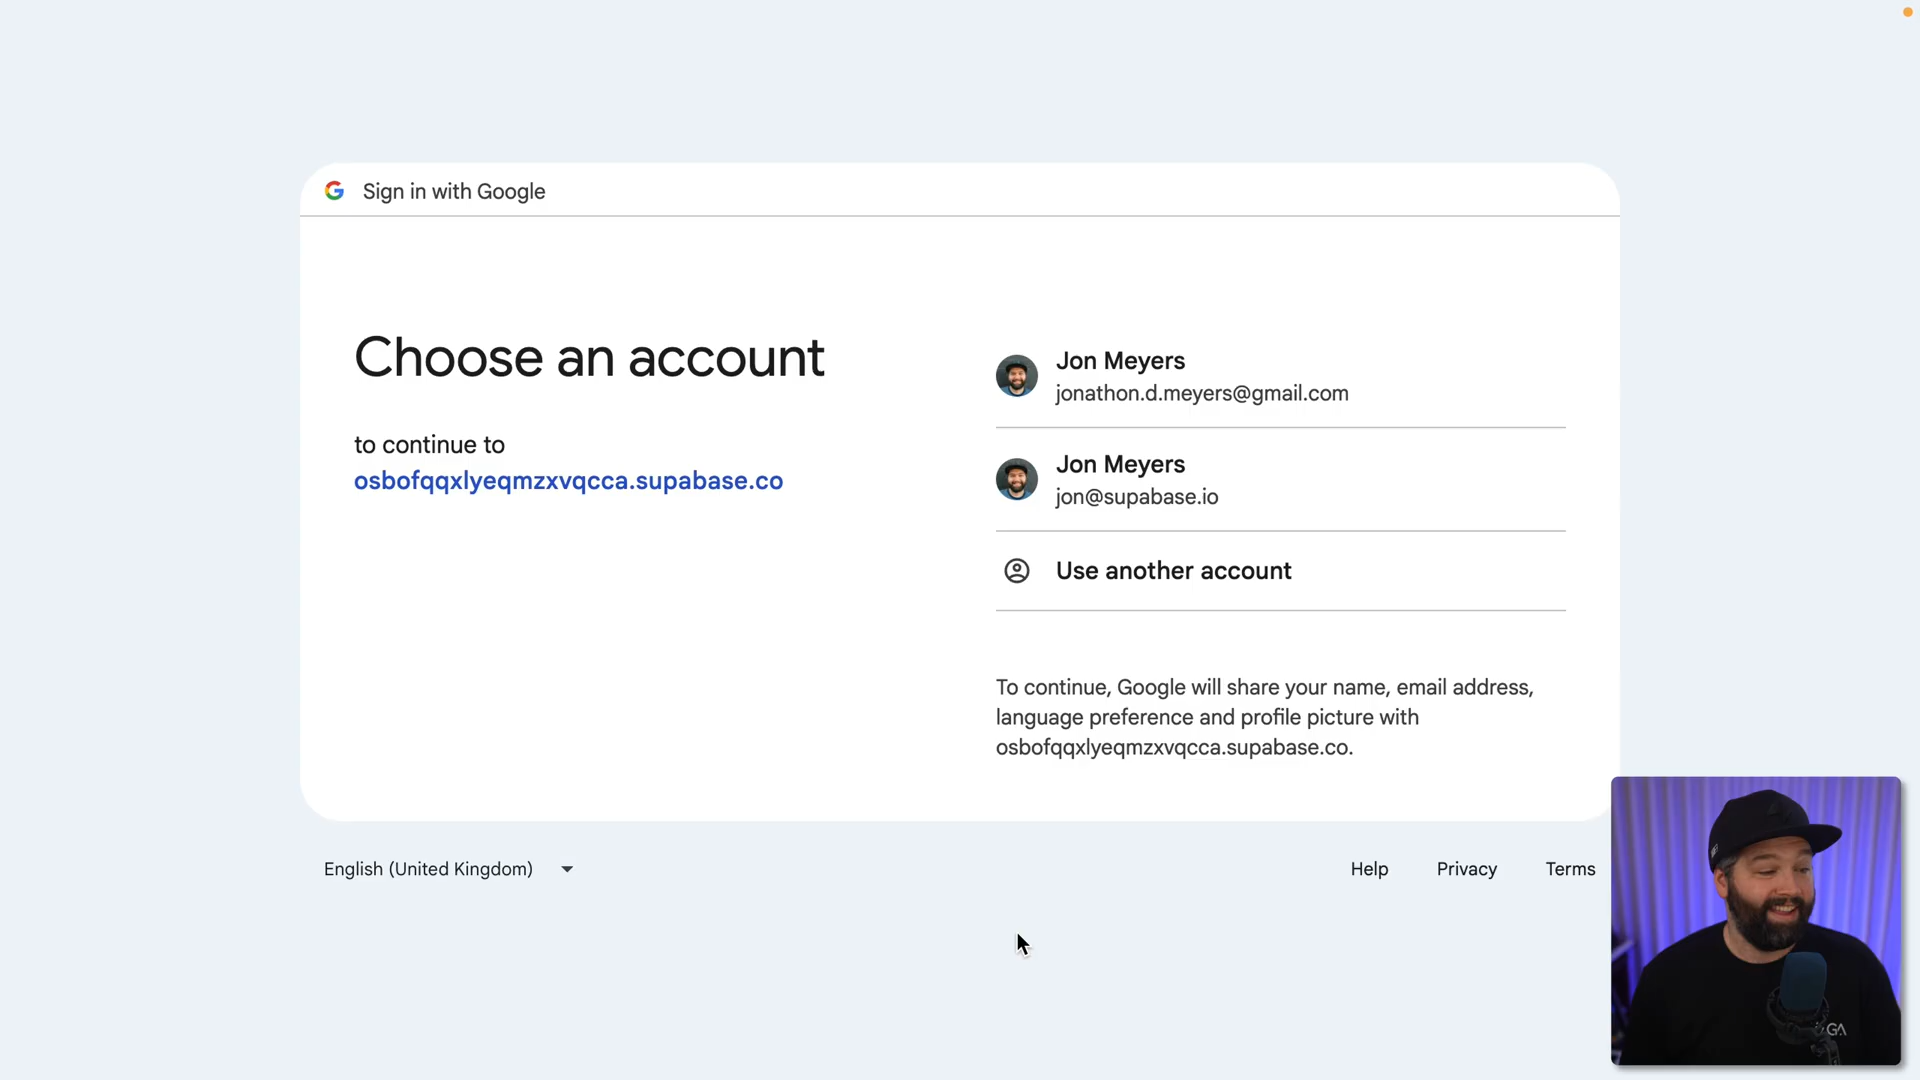 Sign in with Google
Choose an account
to continue to
osbofqqxlyeqmzxvqcca.supabase.co
Jon Meyers
jonathon.d.meyers@gmail.com
Jon Meyers
jon@supabase.io
Use another account
To continue, Google will share your name, email address,
language preference and profile picture with
osbofqqxlyeqmzxvqcca.supabase.co.
English (United Kingdom)
Help
Privacy
Terms
GA